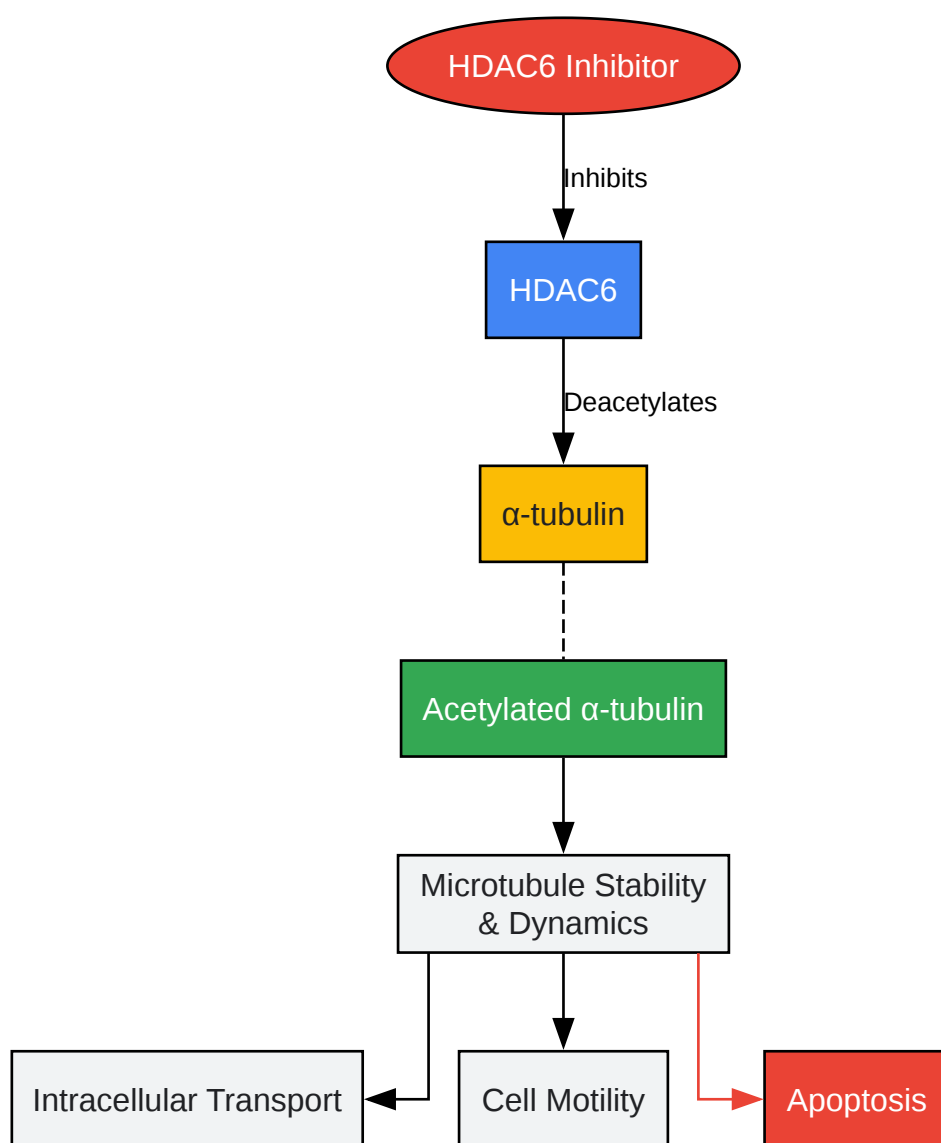 HDAC6 Inhibitor
Inhibits
HDAC6
Deacetylates
α-tubulin
Acetylated α-tubulin
Microtubule Stability
& Dynamics
Intracellular Transport
Cell Motility
Apoptosis